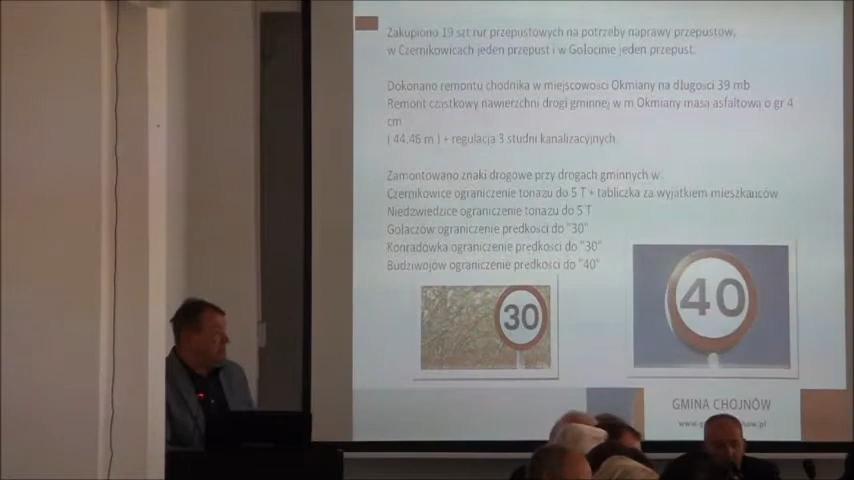 Zakupiono 19 szt rur przepustowych na potrzeby naprawy przepustów,
w Czernikowicach jeden przepust i w Gołocinie jeden przepust.
Dokonano remontu chodnika w miejscowości Okmiany na długości 39 mb
Remont cząstkowy nawierzchni drogi gminnej w m Okmiany masą asfaltową o gr 4
cm
( 44,46 m ) + regulacja 3 studni kanalizacyjnych.
Zamontowano znaki drogowe przy drogach gminnych w:
Czernikowice ograniczenie tonażu do 5 T + tabliczka za wyjątkiem mieszkańców
Niedźwiedzice ograniczenie tonażu do 5 T
Gołaczów ograniczenie prędkości do "30"
Konradówka ograniczenie prędkości do "30"
Budziwojów ograniczenie prędkości do "40"
30
40
GMINA CHOJNÓW